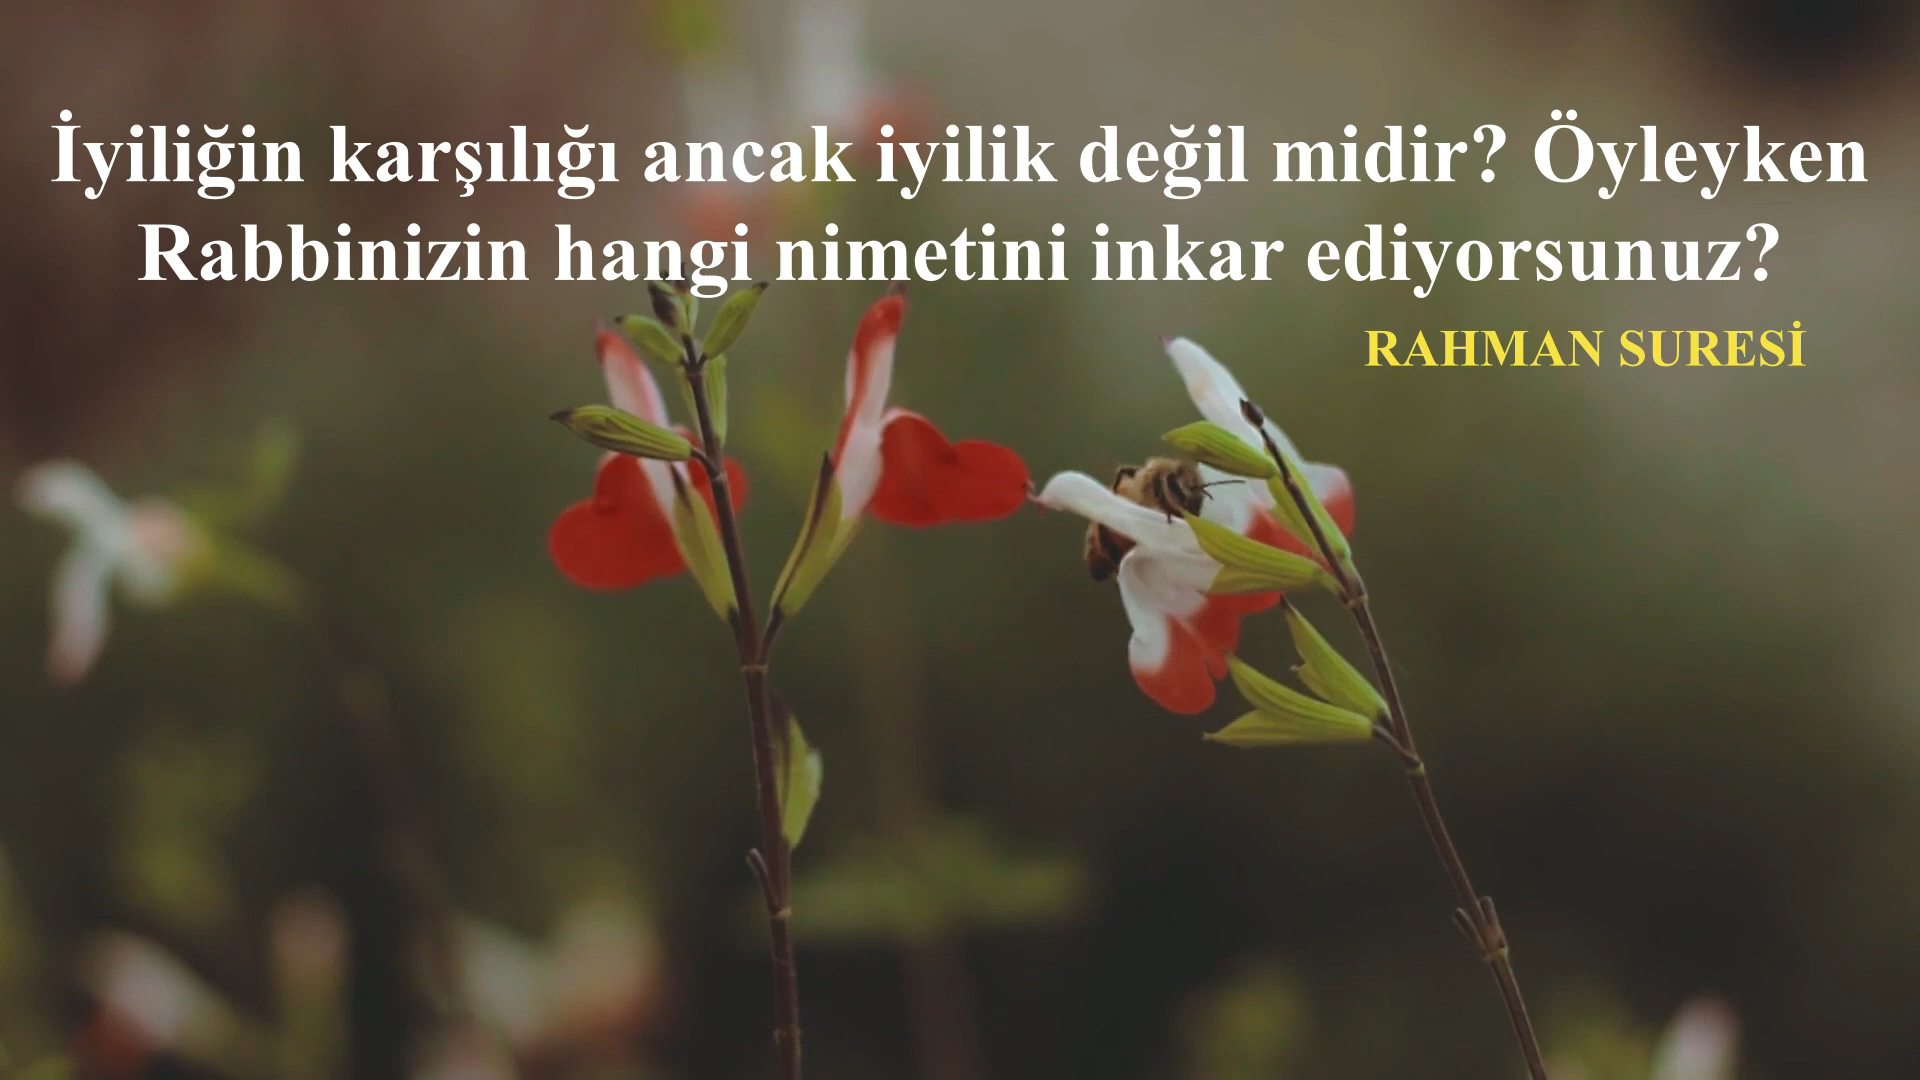 İyiliğin karşılığı ancak iyilik değil midir? Öyleyken
Rabbinizin hangi nimetini inkar ediyorsunuz?
RAHMAN SURESİ